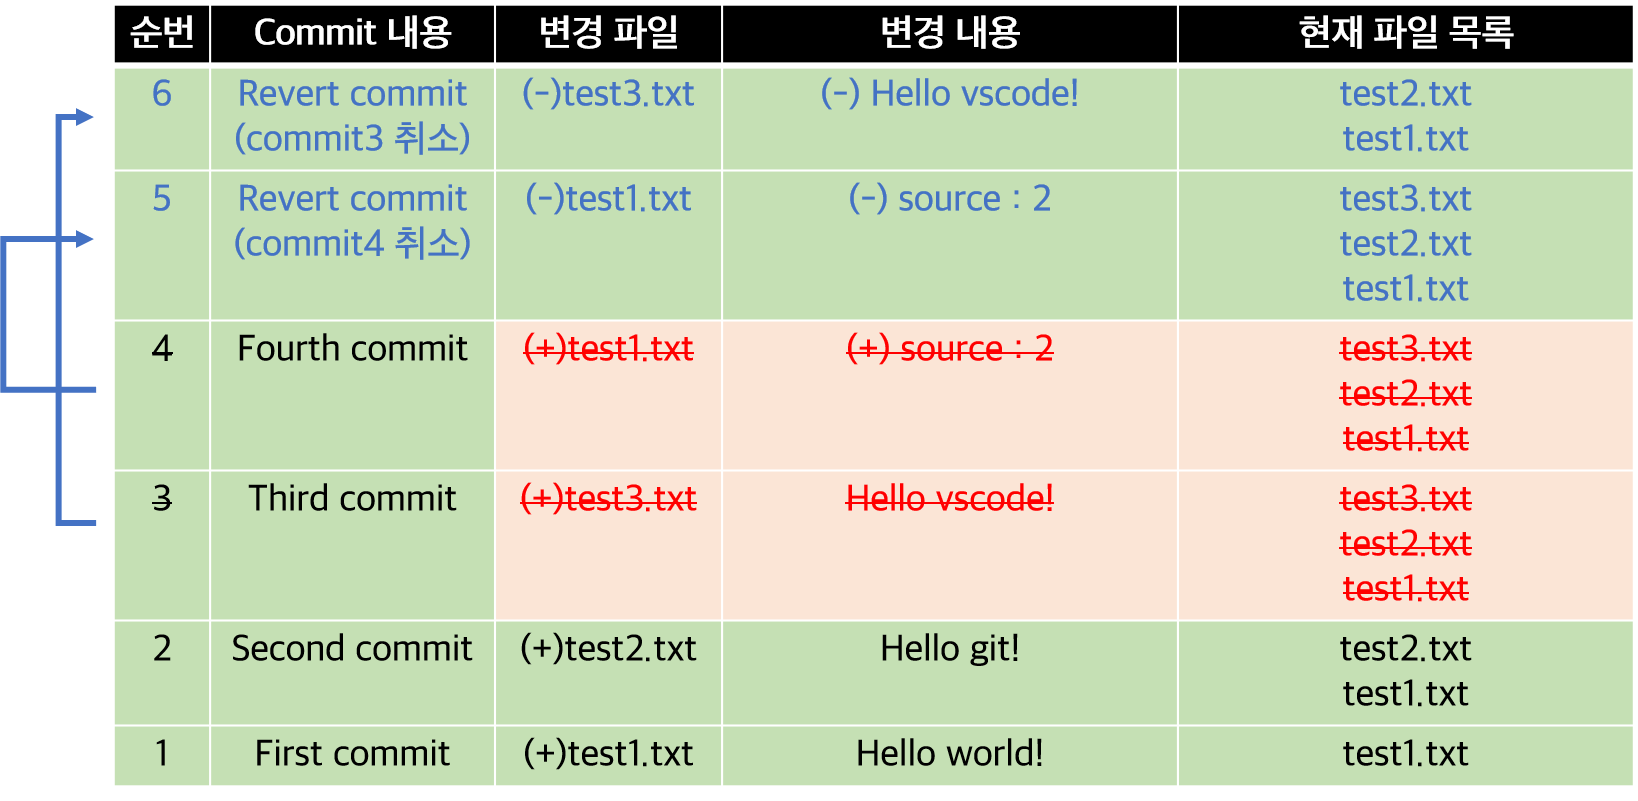 순번 Commit 내용 변경 파일 변경 내용 현재 파일 목록
6 Revert commit (-)test3.txt (-) Hello vscode! test2.txt
(commit3 취소) test1.txt
5 Revert commit (-)test1.txt (-) source : 2 test3.txt
(commit4 취소) test2.txt
test1.txt
4 Fourth commit (+)test1.txt (+) source : 2 test3.txt
test2.txt
test1.txt
3 Third commit (+)test3.txt Hello vscode! test3.txt
test2.txt
test1.txt
2 Second commit (+)test2.txt Hello git! test2.txt
test1.txt
1 First commit (+)test1.txt Hello world! test1.txt